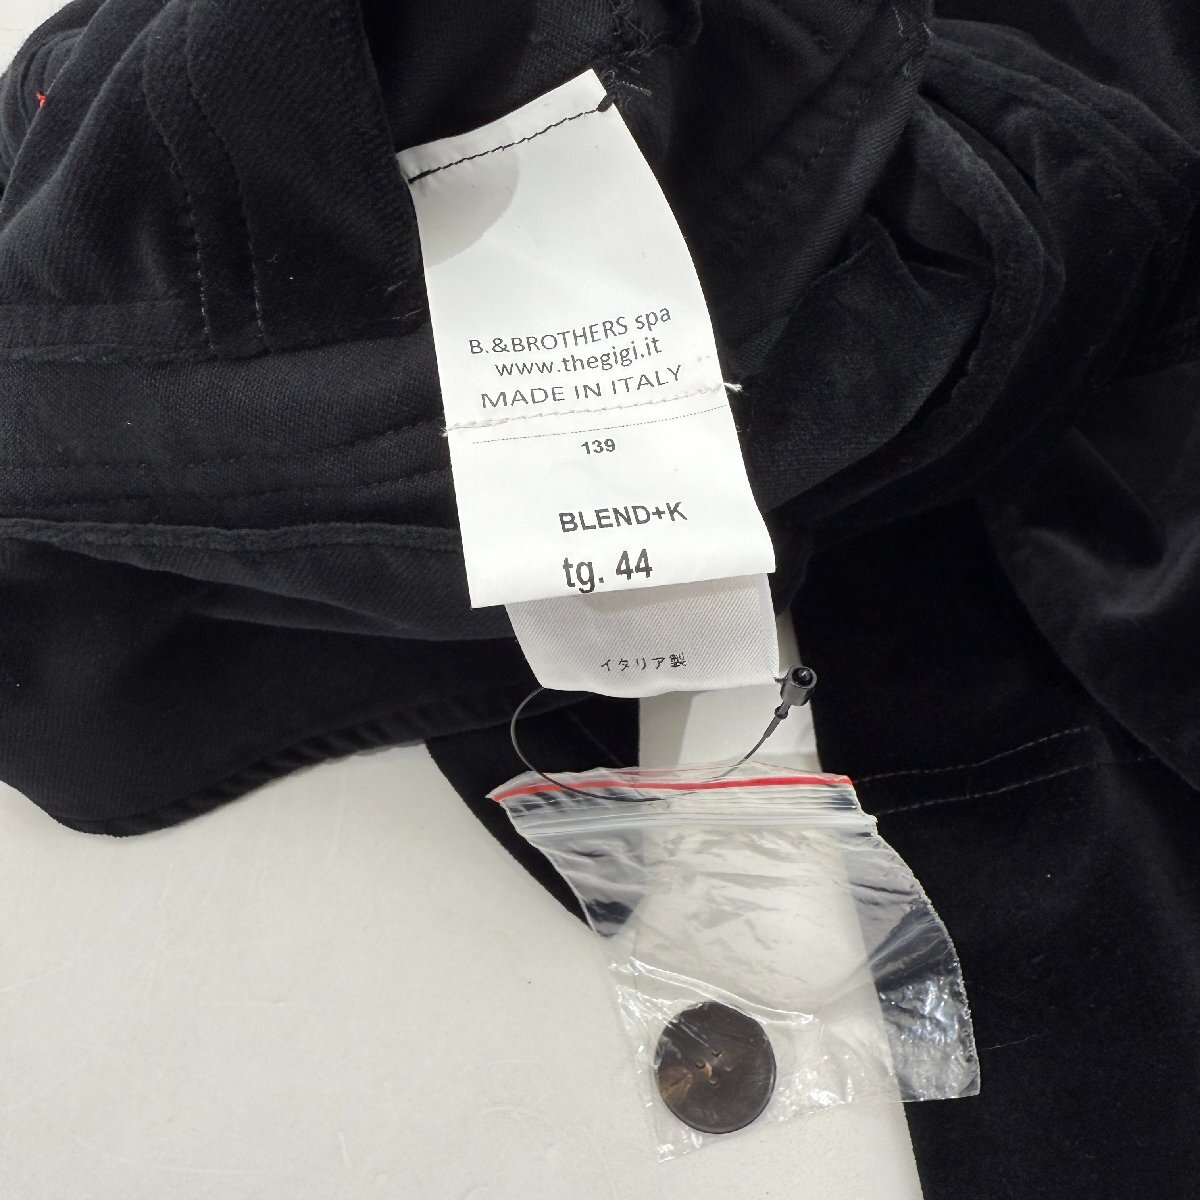 B.&BROTHERS spa
www.thegigi.it
MADE IN ITALY
139
BLEND+K
tg. 44
イタリア製